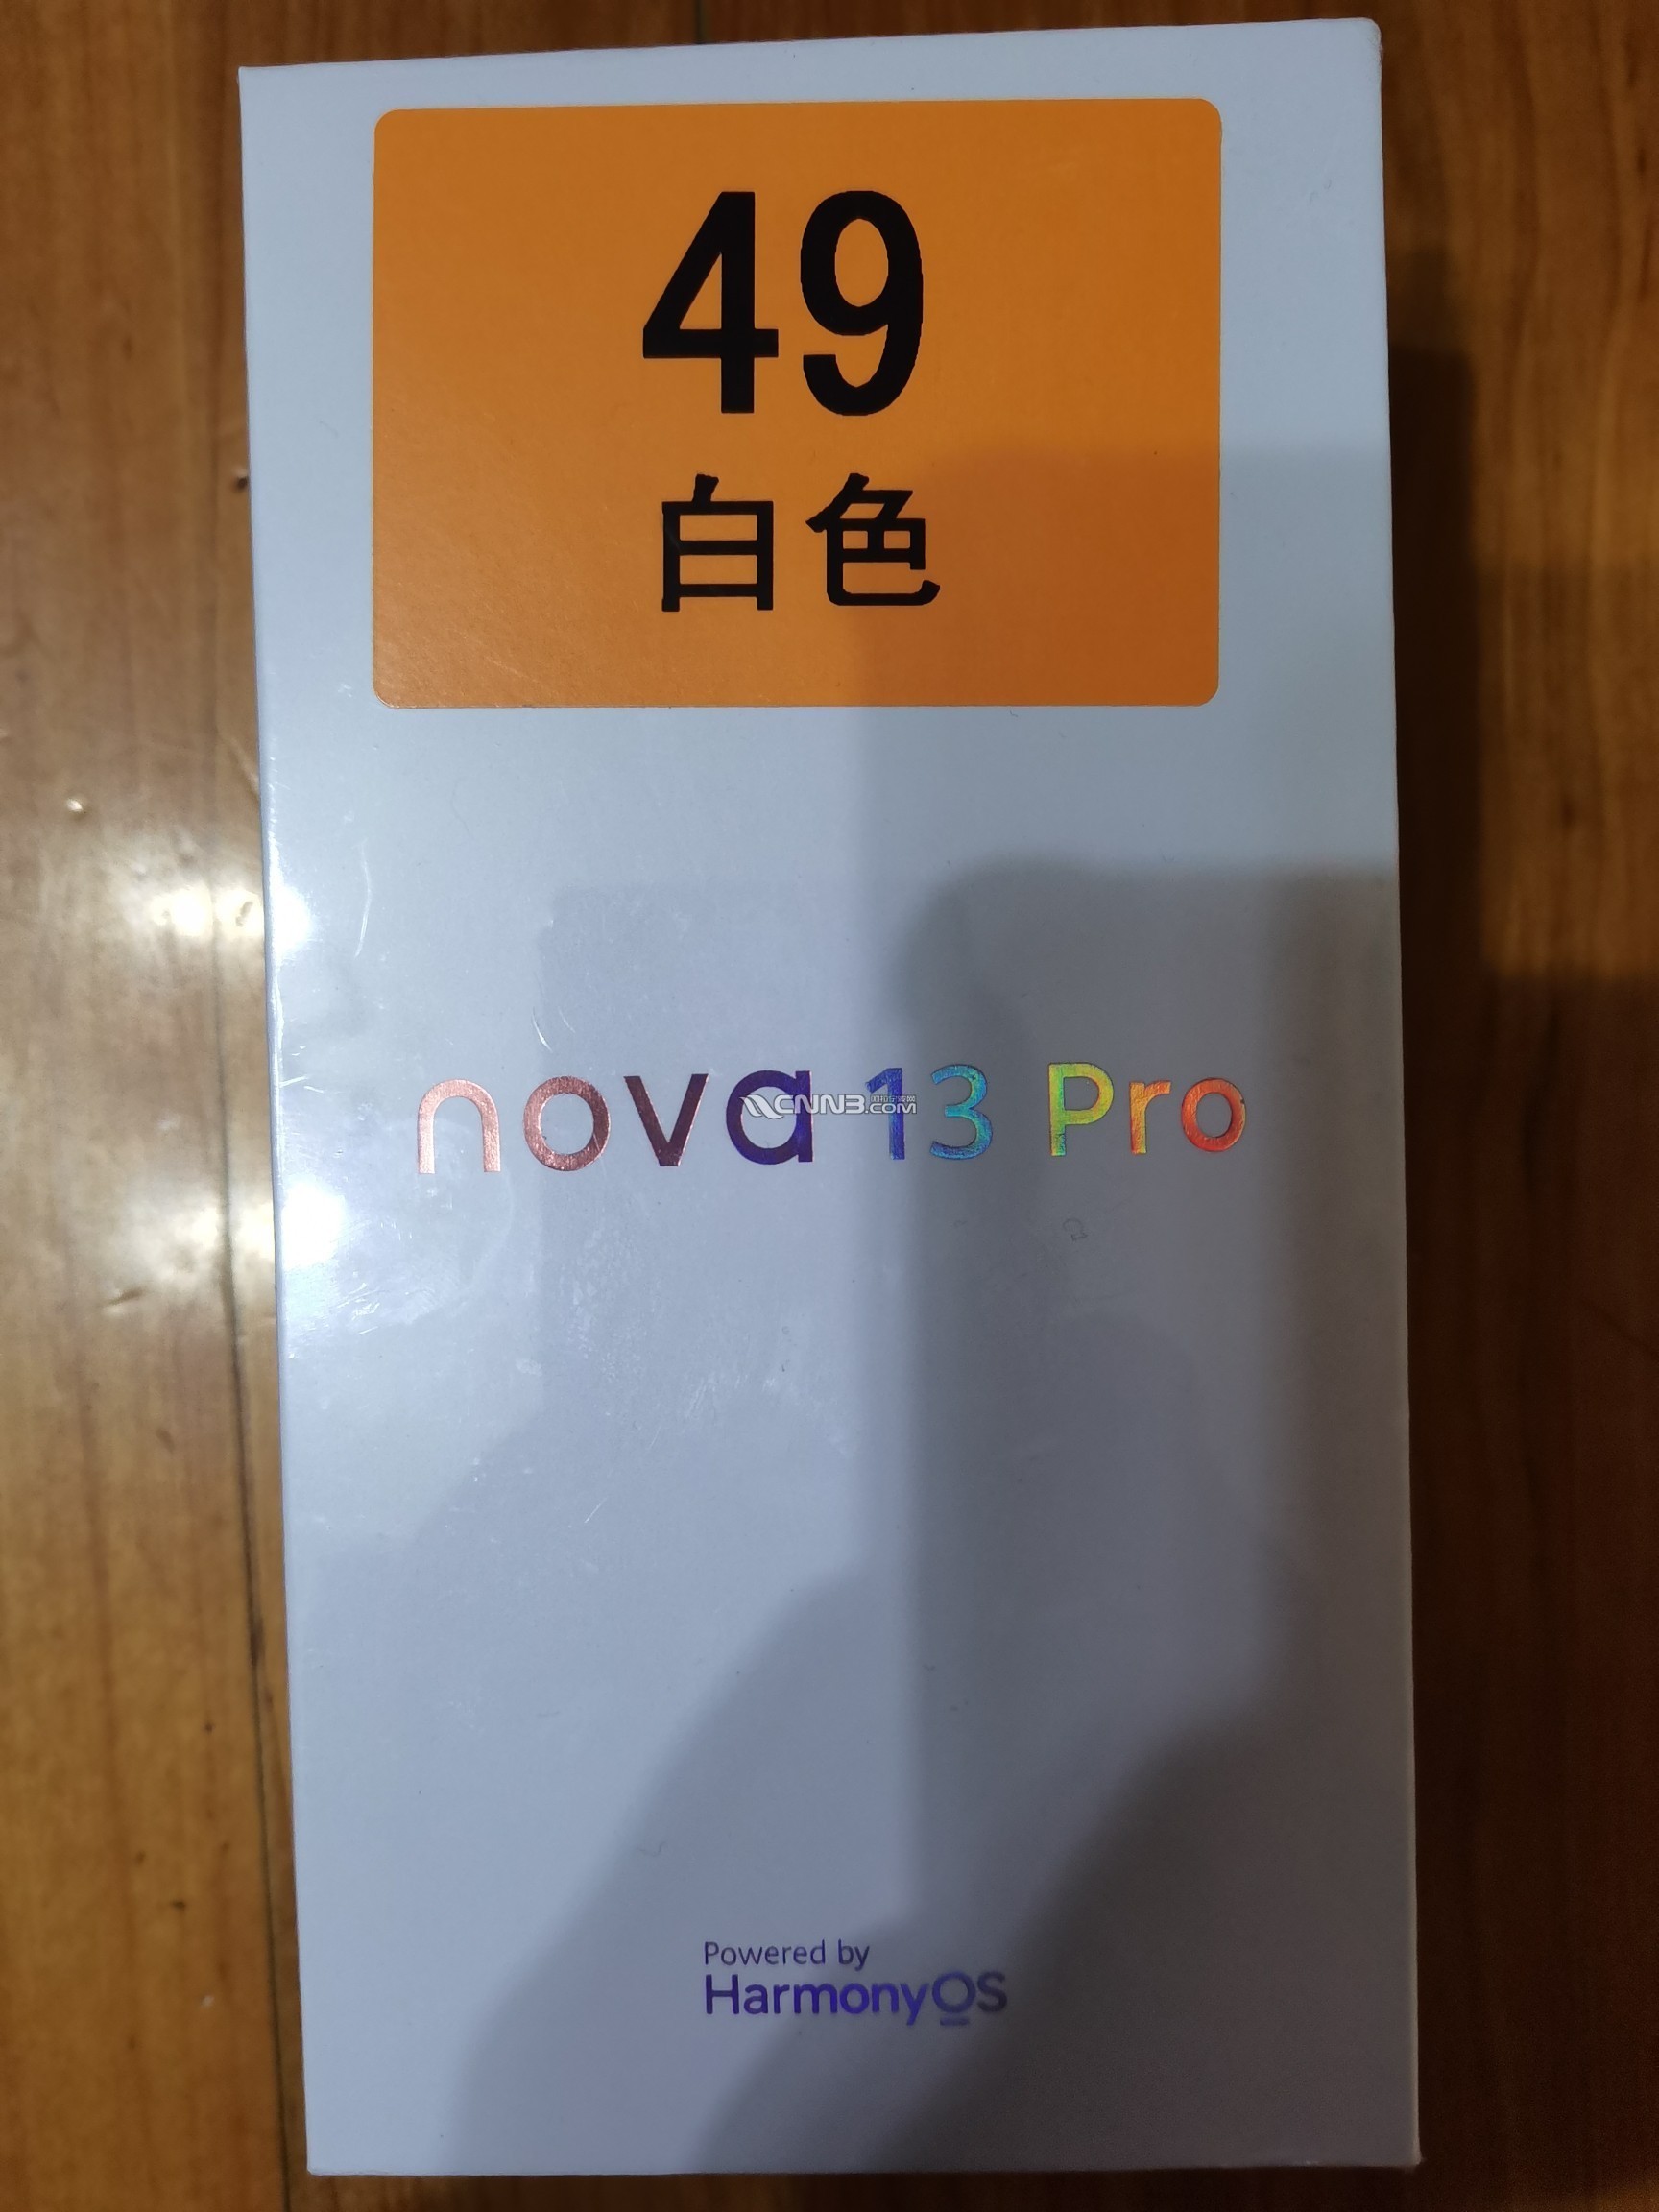 49
白色
nova 13 Pro
CNN3.COM
Powered by
HarmonyOS